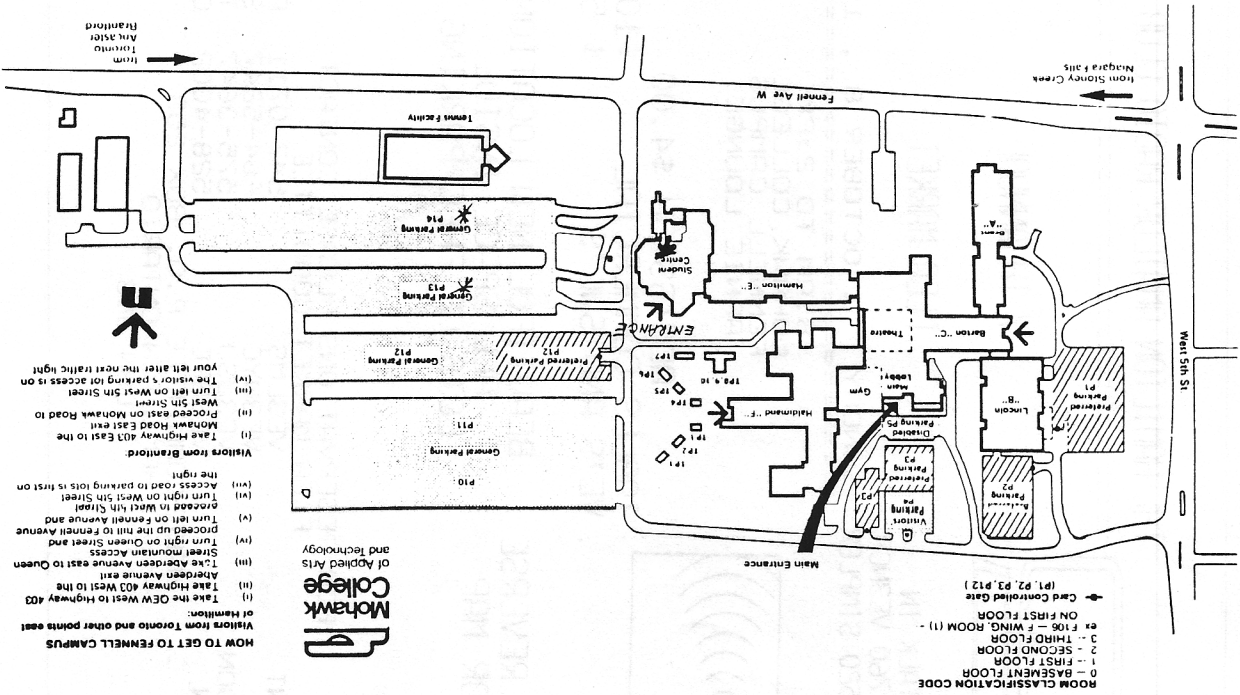 ROOM CLASSIFICATION CODE
0 - BASEMENT FLOOR
1 - FIRST FLOOR
2 - SECOND FLOOR
3 - THIRD FLOOR
ex F106 — F WING, ROOM (1) -
ON FIRST FLOOR
Card Controlled Gate
(P1, P2, P3, P12)
Mohawk
College
of Applied Arts
and Technology
HOW TO GET TO FENNELL CAMPUS
Visitors from Toronto and other points east
of Hamilton:
(i) Take the QEW West to Highway 403
(ii) Take Highway 403 West to the
Aberdeen Avenue exit
(iii) Take Aberdeen Avenue east to Queen
Street mountain Access
(iv) Turn right on Queen Street and
proceed up the hill to Fennell Avenue
(v) Turn left on Fennell Avenue and
proceed to West 5th Street
(vi) Turn right on West 5th Street
(vii) Access road to parking lots is first on
the right
Visitors from Brantford:
(i) Take Highway 403 East to the
Mohawk Road East exit
(ii) Proceed east on Mohawk Road to
West 5th Street
(iii) Turn left on West 5th Street
(iv) The visitors parking lot access is on
your left after the next traffic light
Main Entrance
Visitors
Parking
P4
P3
Preferred
Parking
P3
Preferred
Parking
P2
Preferred
Parking
P1
Disabled
Parking P5
Lincoln
"B"
Main
Lobby
Gym
Haldimand "F"
Theatre
Barton "C"
Brant
"A"
Hamilton "E"
Student
Centre
ENTRANCE
TP1
TP2
TP3
TP4
TP5
TP6
TP7
TP8,9,10
P10
General Parking
P11
Preferred Parking
P12
General Parking
P12
General Parking
P13
General Parking
P14
Tennis Facility
West 5th St.
Fennell Ave W
from Stoney Creek
Niagara Falls
from
Toronto
Ancaster
Brantford
n